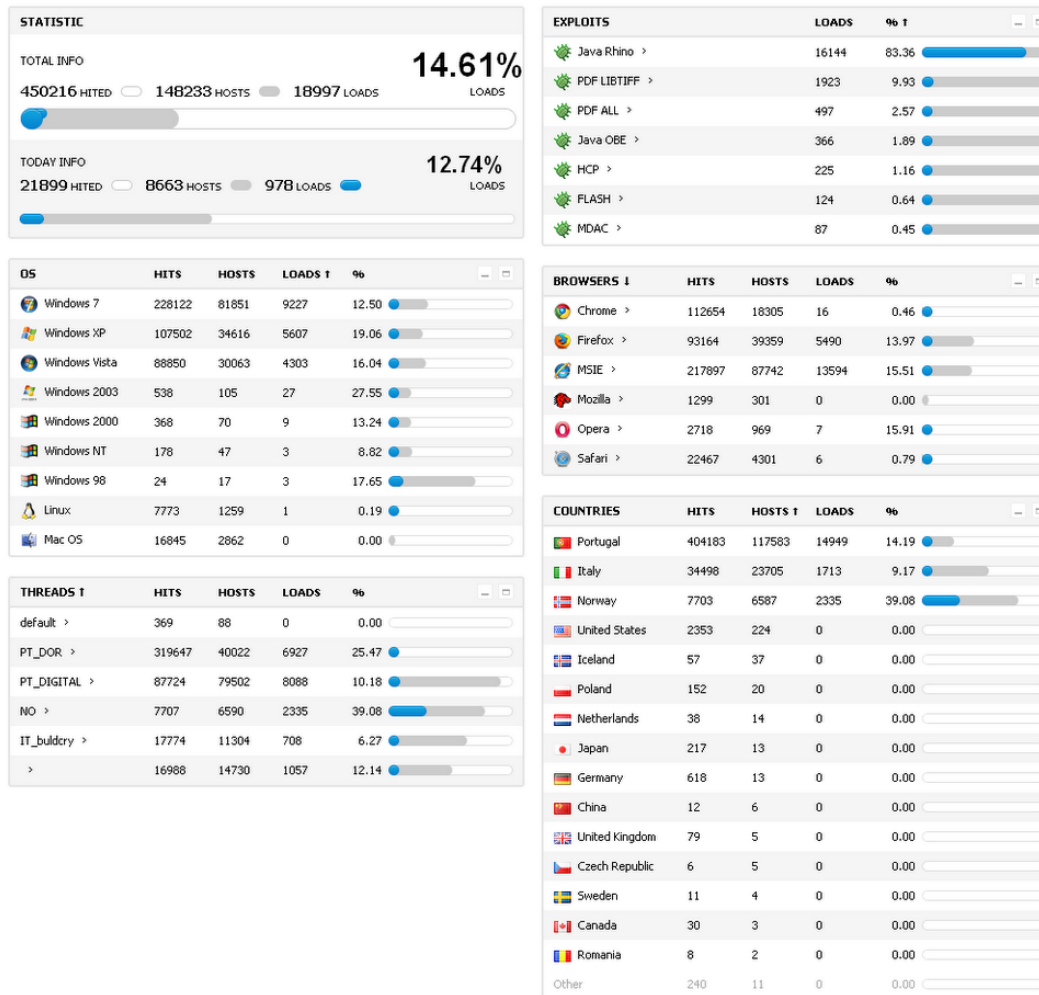 STATISTIC
TOTAL INFO
14.61%
LOADS
450216 HITED 148233 HOSTS 18997 LOADS
TODAY INFO
12.74%
LOADS
21899 HITED 8663 HOSTS 978 LOADS
OS HITS HOSTS LOADS ↑ %
Windows 7 228122 81851 9227 12.50
Windows XP 107502 34616 5607 19.06
Windows Vista 88850 30063 4303 16.04
Windows 2003 538 105 27 27.55
Windows 2000 368 70 9 13.24
Windows NT 178 47 3 8.82
Windows 98 24 17 3 17.65
Linux 7773 1259 1 0.19
Mac OS 16845 2862 0 0.00
THREADS ↑ HITS HOSTS LOADS %
default > 369 88 0 0.00
PT_DOR > 319647 40022 6927 25.47
PT_DIGITAL > 87724 79502 8088 10.18
NO > 7707 6590 2335 39.08
IT_buldcry > 17774 11304 708 6.27
> 16988 14730 1057 12.14
EXPLOITS LOADS % ↑
Java Rhino > 16144 83.36
PDF LIBTIFF > 1923 9.93
PDF ALL > 497 2.57
Java OBE > 366 1.89
HCP > 225 1.16
FLASH > 124 0.64
MDAC > 87 0.45
BROWSERS ↓ HITS HOSTS LOADS %
Chrome > 112654 18305 16 0.46
Firefox > 93164 39359 5490 13.97
MSIE > 217897 87742 13594 15.51
Mozilla > 1299 301 0 0.00
Opera > 2718 969 7 15.91
Safari > 22467 4301 6 0.79
COUNTRIES HITS HOSTS ↑ LOADS %
Portugal 404183 117583 14949 14.19
Italy 34498 23705 1713 9.17
Norway 7703 6587 2335 39.08
United States 2353 224 0 0.00
Iceland 57 37 0 0.00
Poland 152 20 0 0.00
Netherlands 38 14 0 0.00
Japan 217 13 0 0.00
Germany 618 13 0 0.00
China 12 6 0 0.00
United Kingdom 79 5 0 0.00
Czech Republic 6 5 0 0.00
Sweden 11 4 0 0.00
Canada 30 3 0 0.00
Romania 8 2 0 0.00
Other 240 11 0 0.00